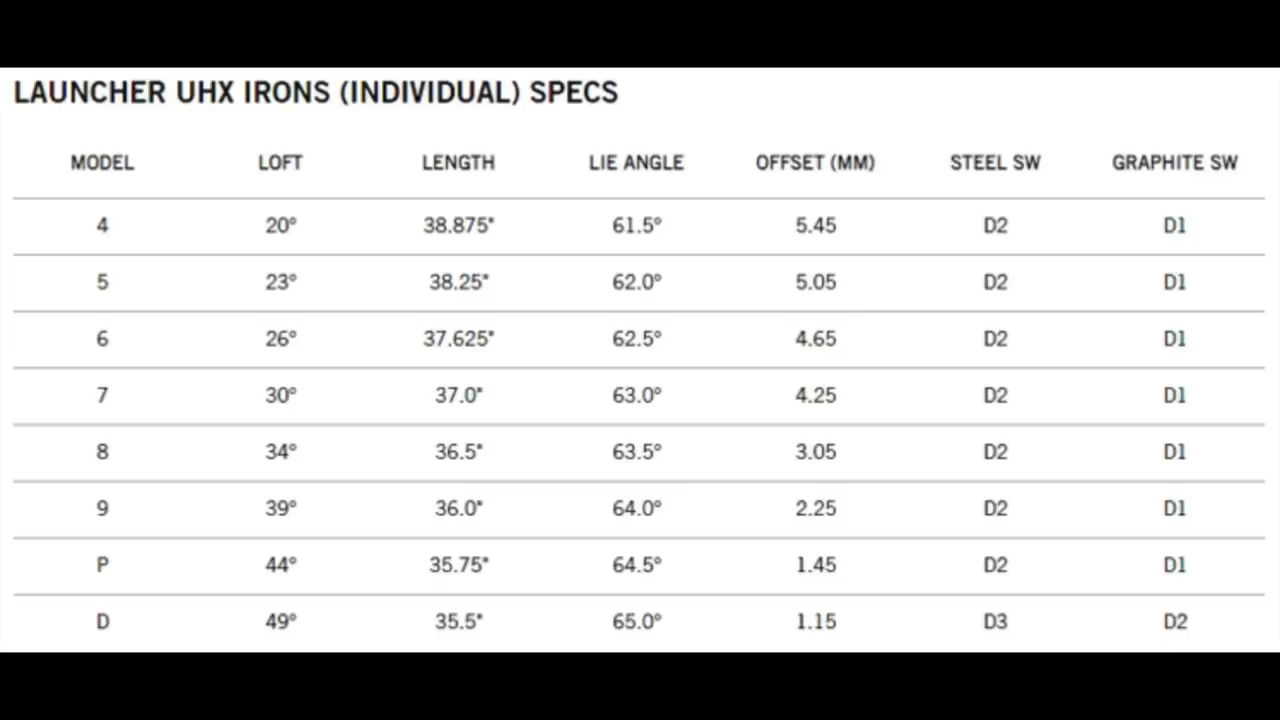 LAUNCHER UHX IRONS (INDIVIDUAL) SPECS
MODEL LOFT LENGTH LIE ANGLE OFFSET (MM) STEEL SW GRAPHITE SW
4 20° 38.875" 61.5° 5.45 D2 D1
5 23° 38.25" 62.0° 5.05 D2 D1
6 26° 37.625" 62.5° 4.65 D2 D1
7 30° 37.0" 63.0° 4.25 D2 D1
8 34° 36.5" 63.5° 3.05 D2 D1
9 39° 36.0" 64.0° 2.25 D2 D1
P 44° 35.75" 64.5° 1.45 D2 D1
D 49° 35.5" 65.0° 1.15 D3 D2